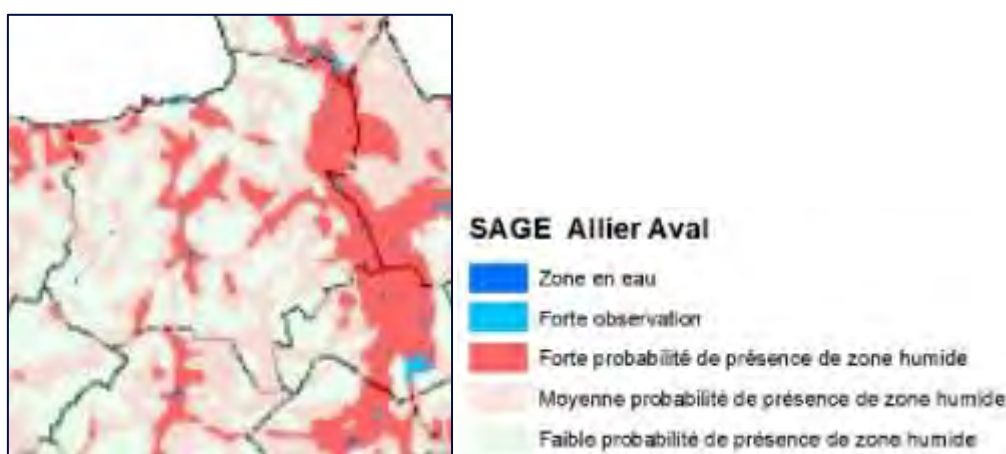 SAGE Allier Aval
Zone en eau
Forte observation
Forte probabilité de présence de zone humide
Moyenne probabilité de présence de zone humide
Faible probabilité de présence de zone humide